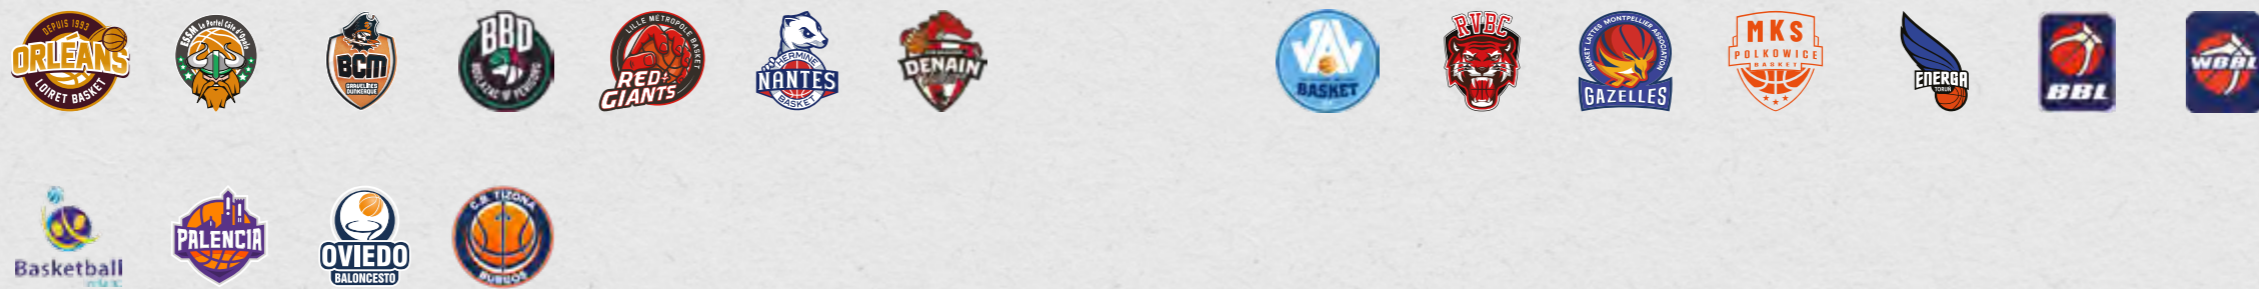 DEPUIS 1993
ORLEANS
LOIRET BASKET
ESSM Le Portel Côte d'Opale
BCM
GRAVELINES
DUNKERQUE
BBD
LILLE METROPOLE BASKET
RED
GIANTS
HERMINE
NANTES
BASKET
DENAIN
BASKET
RVBC
BASKET LATTES MONTPELLIER ASSOCIATION
GAZELLES
MKS
POLKOWICE
BASKET
ENERGA
TORUN
BBL
WBBL
Basketball
PALENCIA
OVIEDO
BALONCESTO
C.B. TIZONA
BURGOS